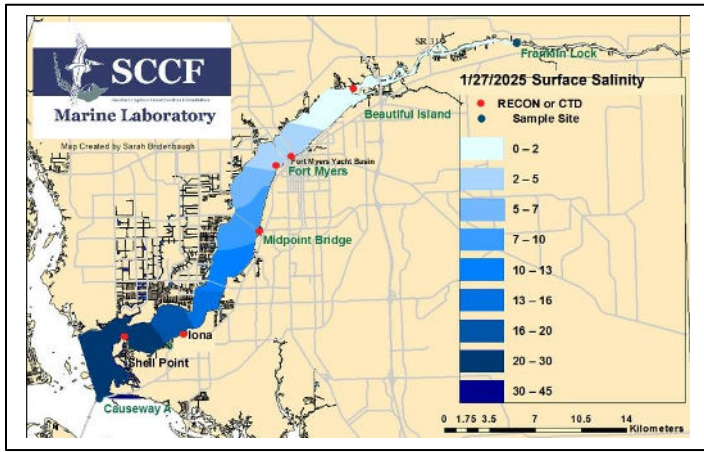 SCCF
Marine Laboratory
Map Created by Sarah Bridenbaugh
I-75
SR 31
Franklin Lock
1/27/2025 Surface Salinity
RECON or CTD
Sample Site
0 – 2
2 – 5
5 – 7
7 – 10
10 – 13
13 – 16
16 – 20
20 – 30
30 – 45
Beautiful Island
Fort Myers Yacht Basin
Fort Myers
Midpoint Bridge
Iona
Shell Point
Causeway A
0 1.75 3.5 7 10.5 14
Kilometers